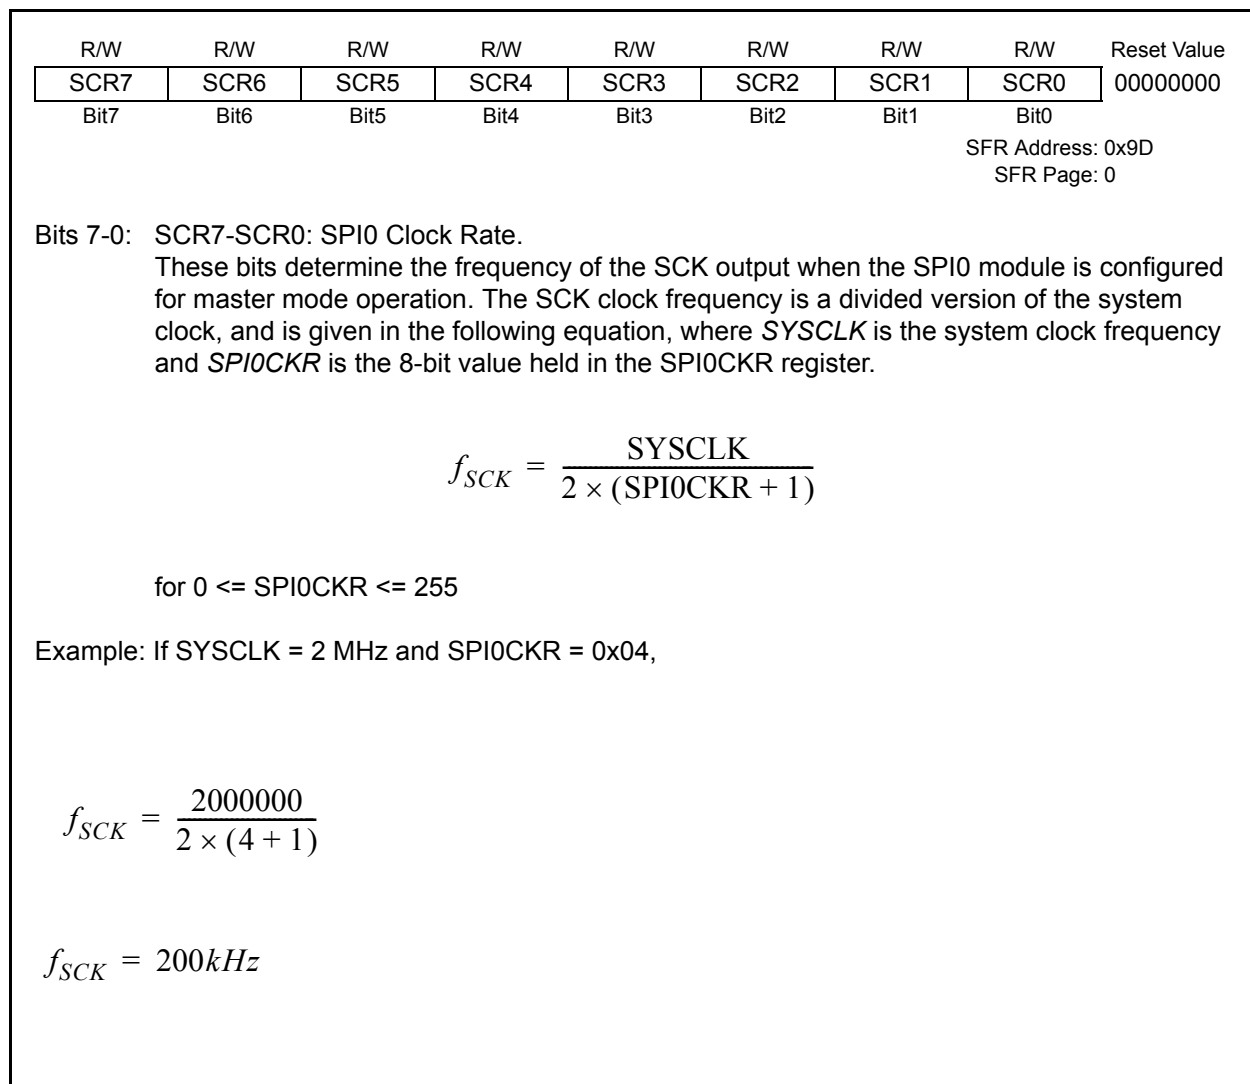 R/W R/W R/W R/W R/W R/W R/W R/W Reset Value
SCR7 SCR6 SCR5 SCR4 SCR3 SCR2 SCR1 SCR0 00000000
Bit7 Bit6 Bit5 Bit4 Bit3 Bit2 Bit1 Bit0
SFR Address: 0x9D
SFR Page: 0
Bits 7-0: SCR7-SCR0: SPI0 Clock Rate.
These bits determine the frequency of the SCK output when the SPI0 module is configured
for master mode operation. The SCK clock frequency is a divided version of the system
clock, and is given in the following equation, where SYSCLK is the system clock frequency
and SPI0CKR is the 8-bit value held in the SPI0CKR register.
f_SCK = SYSCLK / 2 × (SPI0CKR + 1)
for 0 <= SPI0CKR <= 255
Example: If SYSCLK = 2 MHz and SPI0CKR = 0x04,
f_SCK = 2000000 / 2 × (4 + 1)
f_SCK = 200kHz